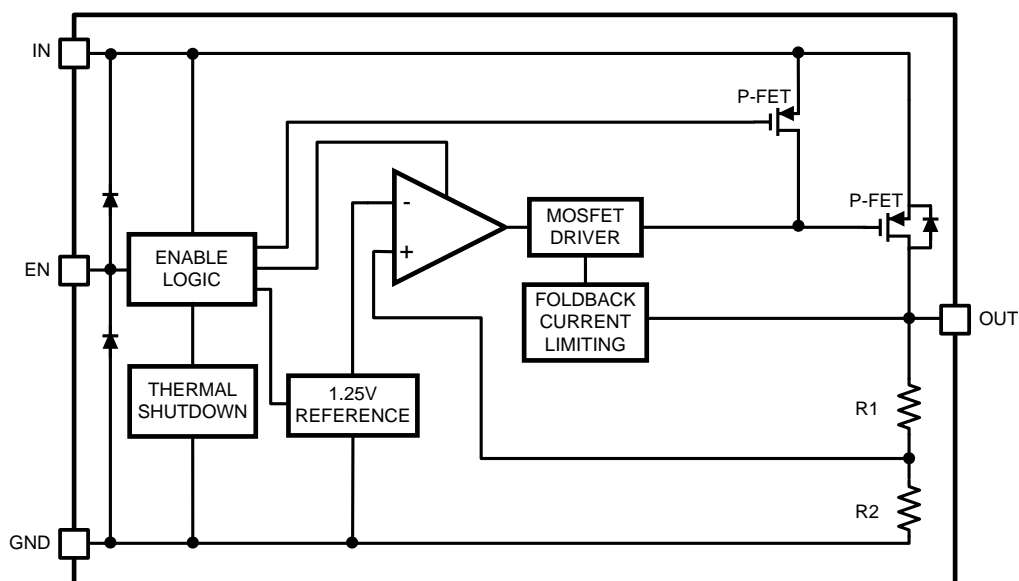 IN
P-FET
P-FET
-
+
MOSFET
DRIVER
EN
ENABLE
LOGIC
FOLDBACK
CURRENT
LIMITING
OUT
THERMAL
SHUTDOWN
1.25V
REFERENCE
R1
R2
GND